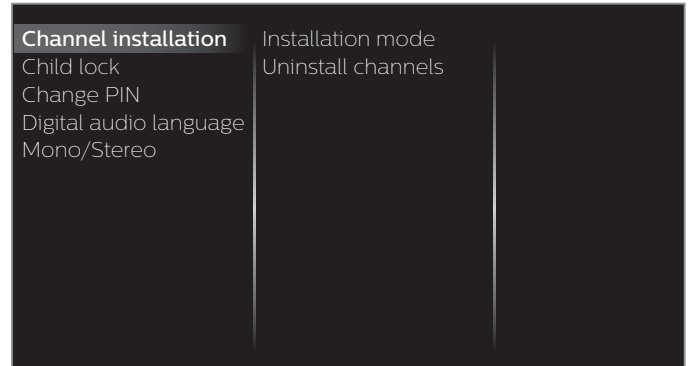 Channel installation
Child lock
Change PIN
Digital audio language
Mono/Stereo
Installation mode
Uninstall channels